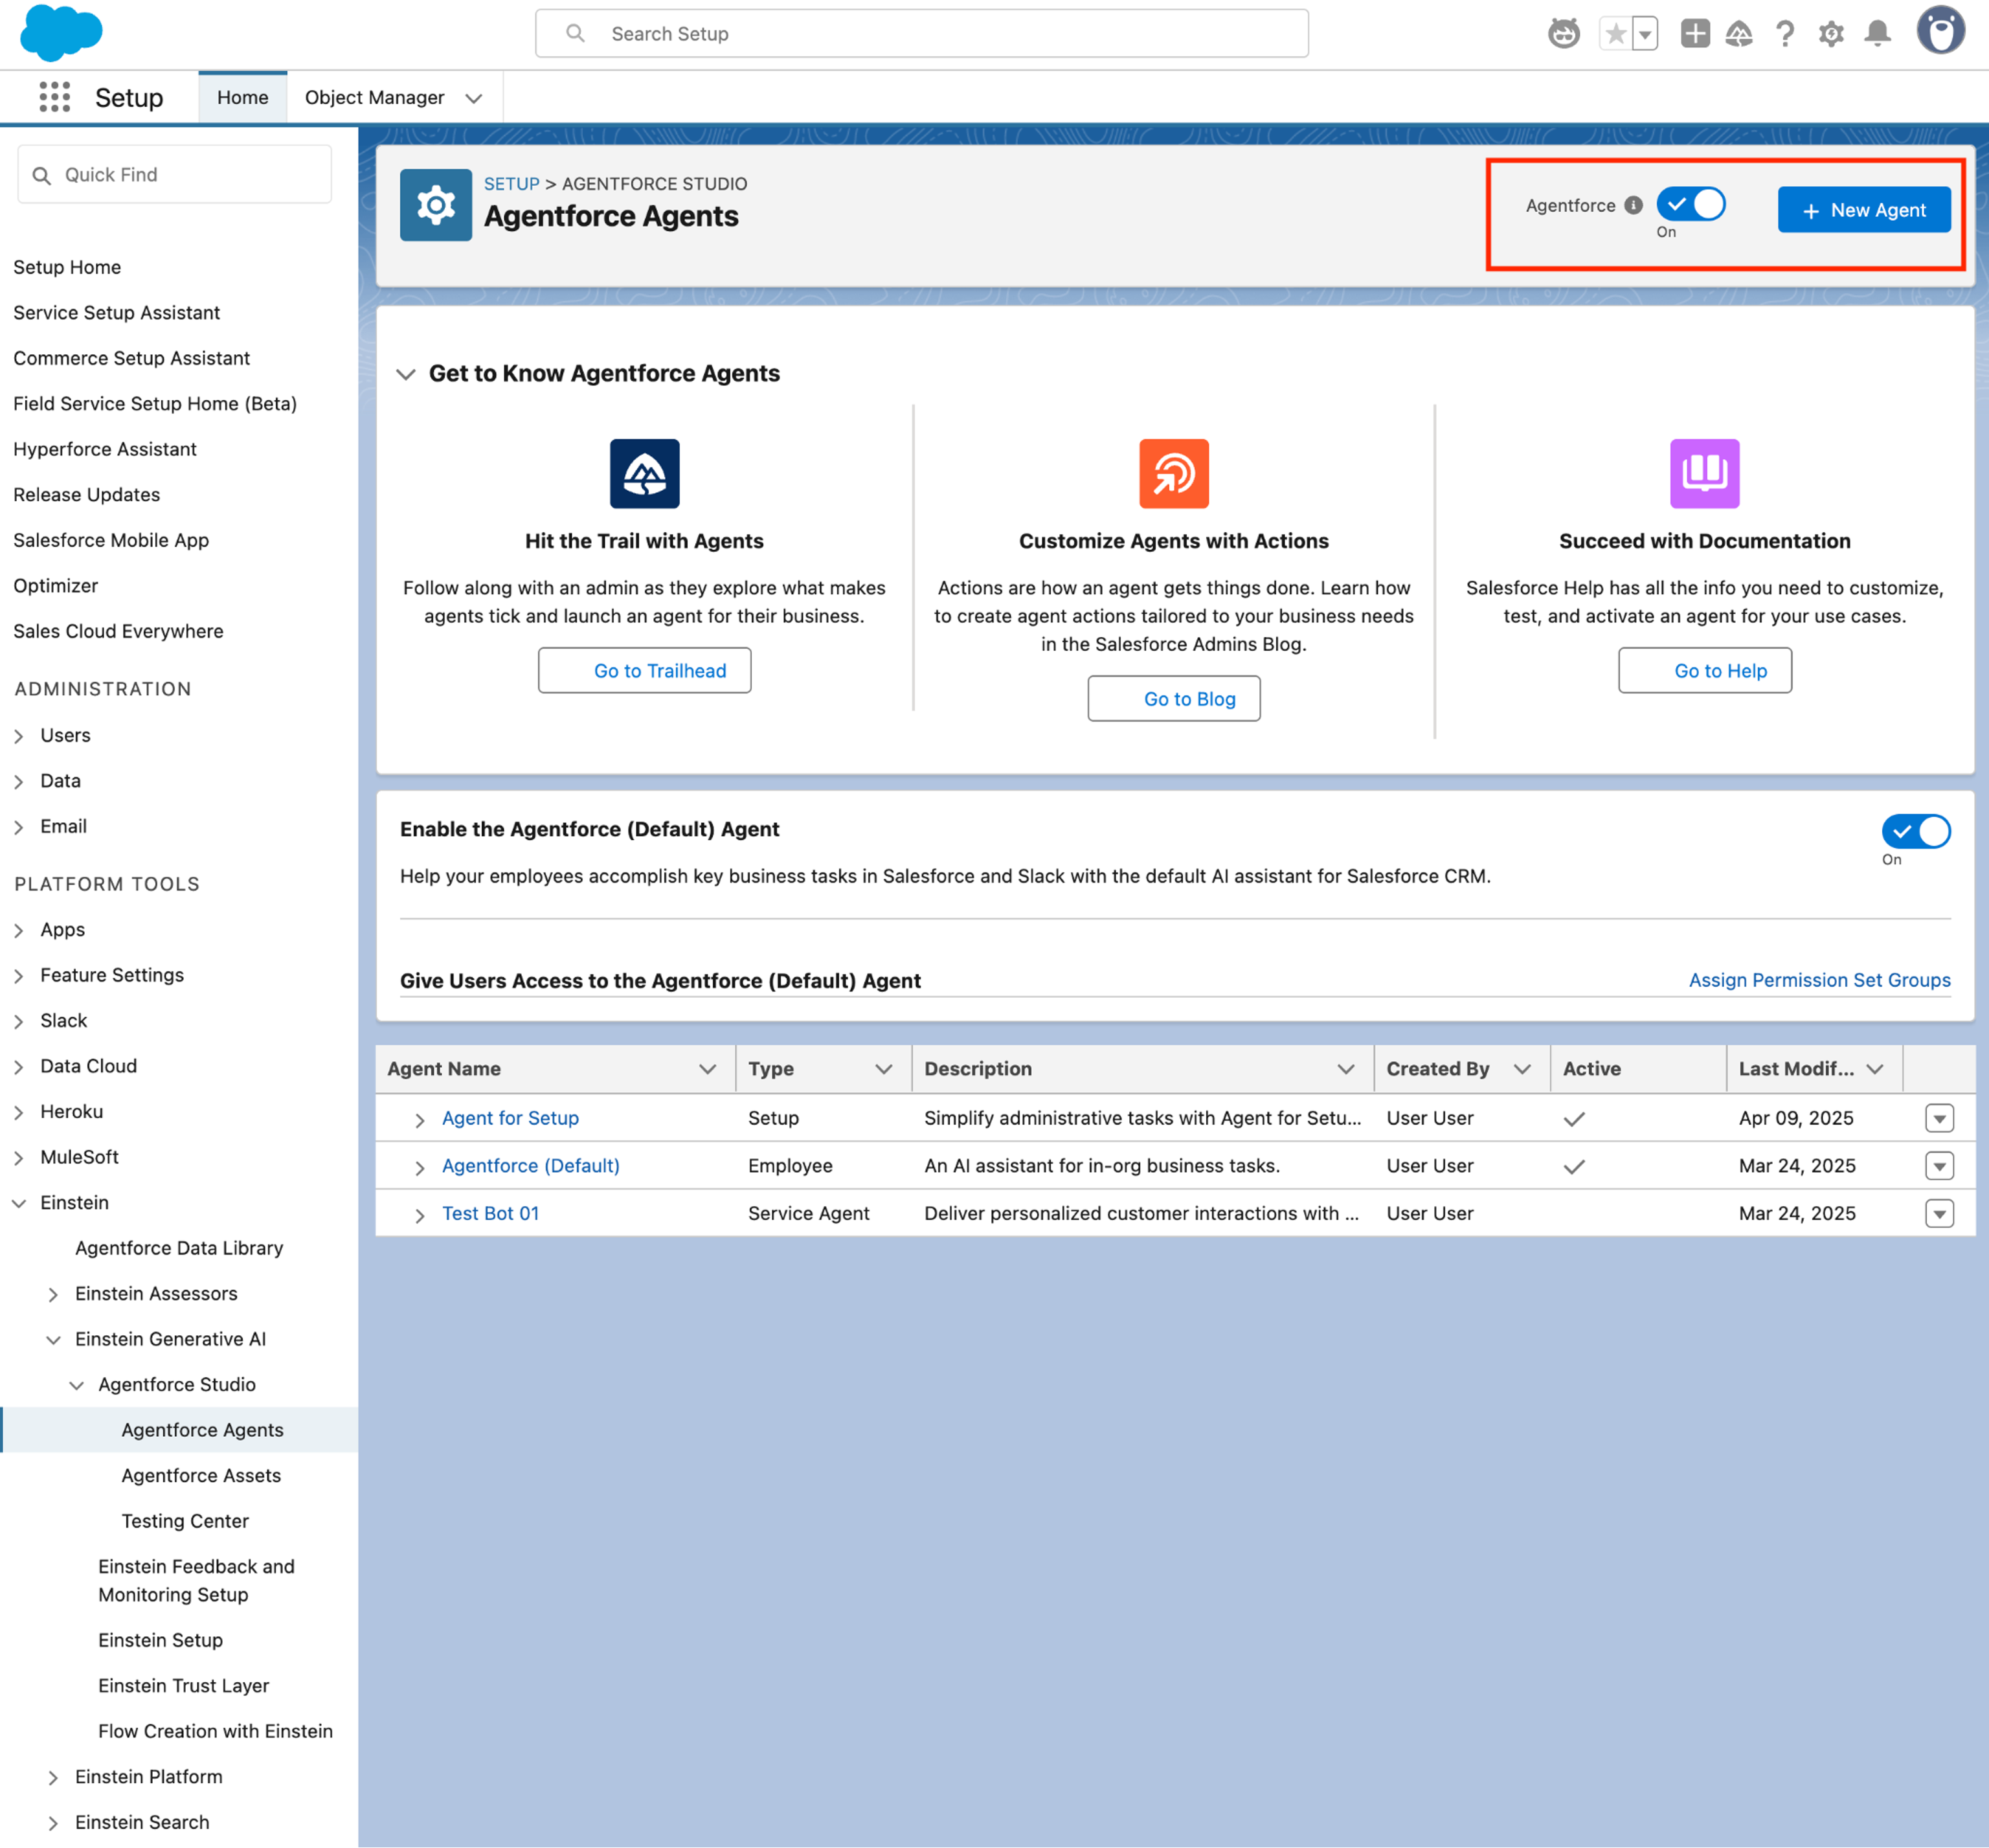 Search Setup
Setup
Home
Object Manager
Quick Find
Setup Home
Service Setup Assistant
Commerce Setup Assistant
Field Service Setup Home (Beta)
Hyperforce Assistant
Release Updates
Salesforce Mobile App
Optimizer
Sales Cloud Everywhere
ADMINISTRATION
Users
Data
Email
PLATFORM TOOLS
Apps
Feature Settings
Slack
Data Cloud
Heroku
MuleSoft
Einstein
Agentforce Data Library
Einstein Assessors
Einstein Generative AI
Agentforce Studio
Agentforce Agents
Agentforce Assets
Testing Center
Einstein Feedback and
Monitoring Setup
Einstein Setup
Einstein Trust Layer
Flow Creation with Einstein
Einstein Platform
Einstein Search
SETUP > AGENTFORCE STUDIO
Agentforce Agents
Agentforce
On
+ New Agent
Get to Know Agentforce Agents
Hit the Trail with Agents
Follow along with an admin as they explore what makes
agents tick and launch an agent for their business.
Go to Trailhead
Customize Agents with Actions
Actions are how an agent gets things done. Learn how
to create agent actions tailored to your business needs
in the Salesforce Admins Blog.
Go to Blog
Succeed with Documentation
Salesforce Help has all the info you need to customize,
test, and activate an agent for your use cases.
Go to Help
Enable the Agentforce (Default) Agent
On
Help your employees accomplish key business tasks in Salesforce and Slack with the default AI assistant for Salesforce CRM.
Give Users Access to the Agentforce (Default) Agent
Assign Permission Set Groups
Agent Name Type Description Created By Active Last Modif...
Agent for Setup Setup Simplify administrative tasks with Agent for Setu... User User Apr 09, 2025
Agentforce (Default) Employee An AI assistant for in-org business tasks. User User Mar 24, 2025
Test Bot 01 Service Agent Deliver personalized customer interactions with ... User User Mar 24, 2025